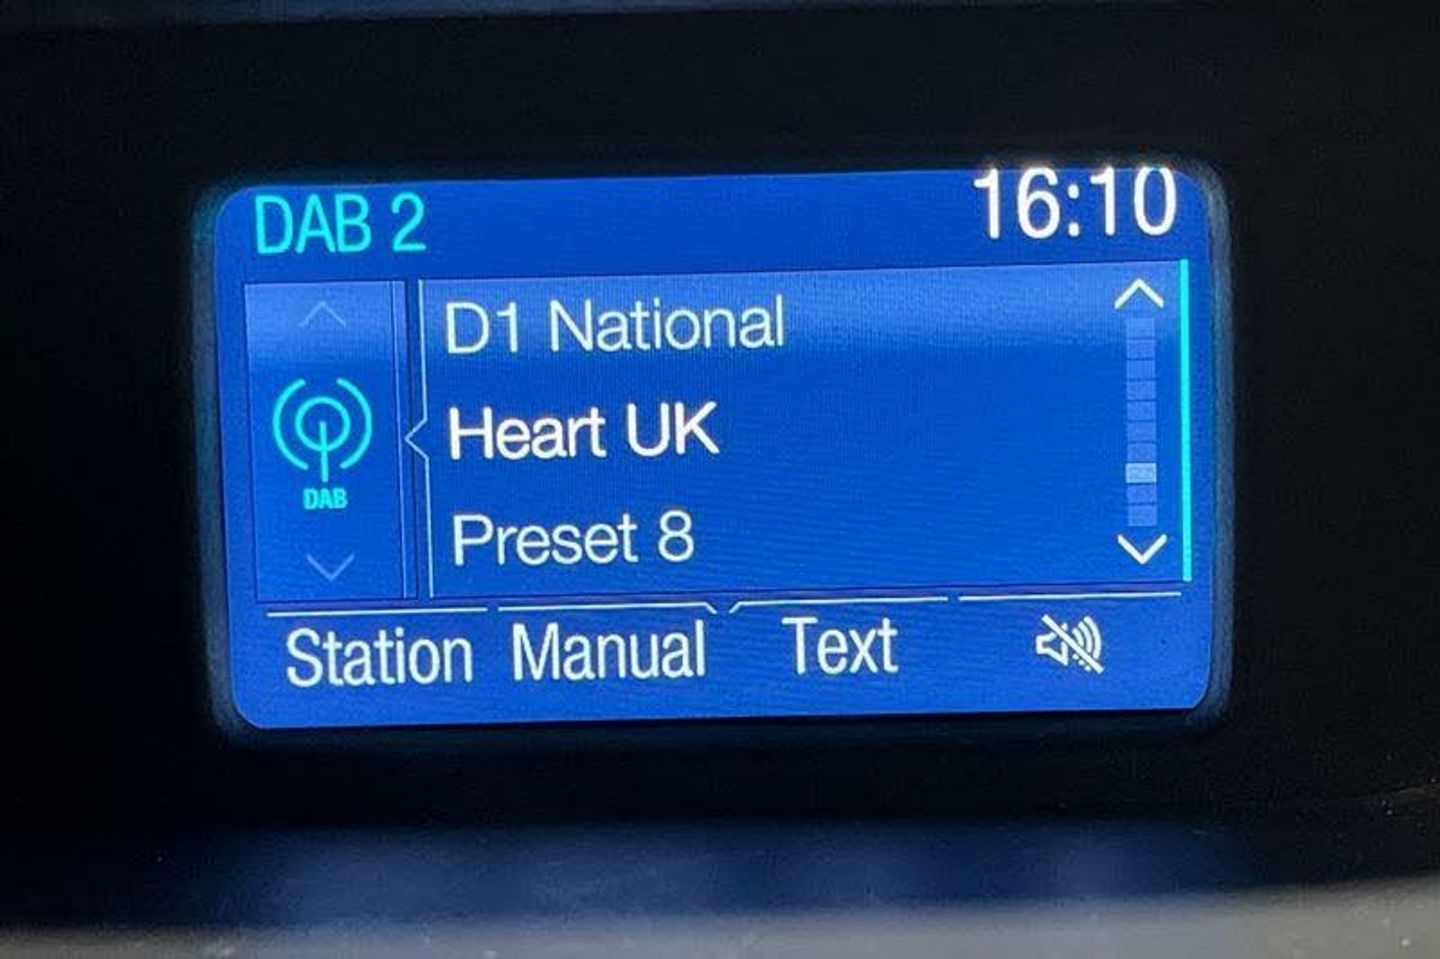 DAB 2 16:10
D1 National
Heart UK
DAB
Preset 8
Station Manual Text